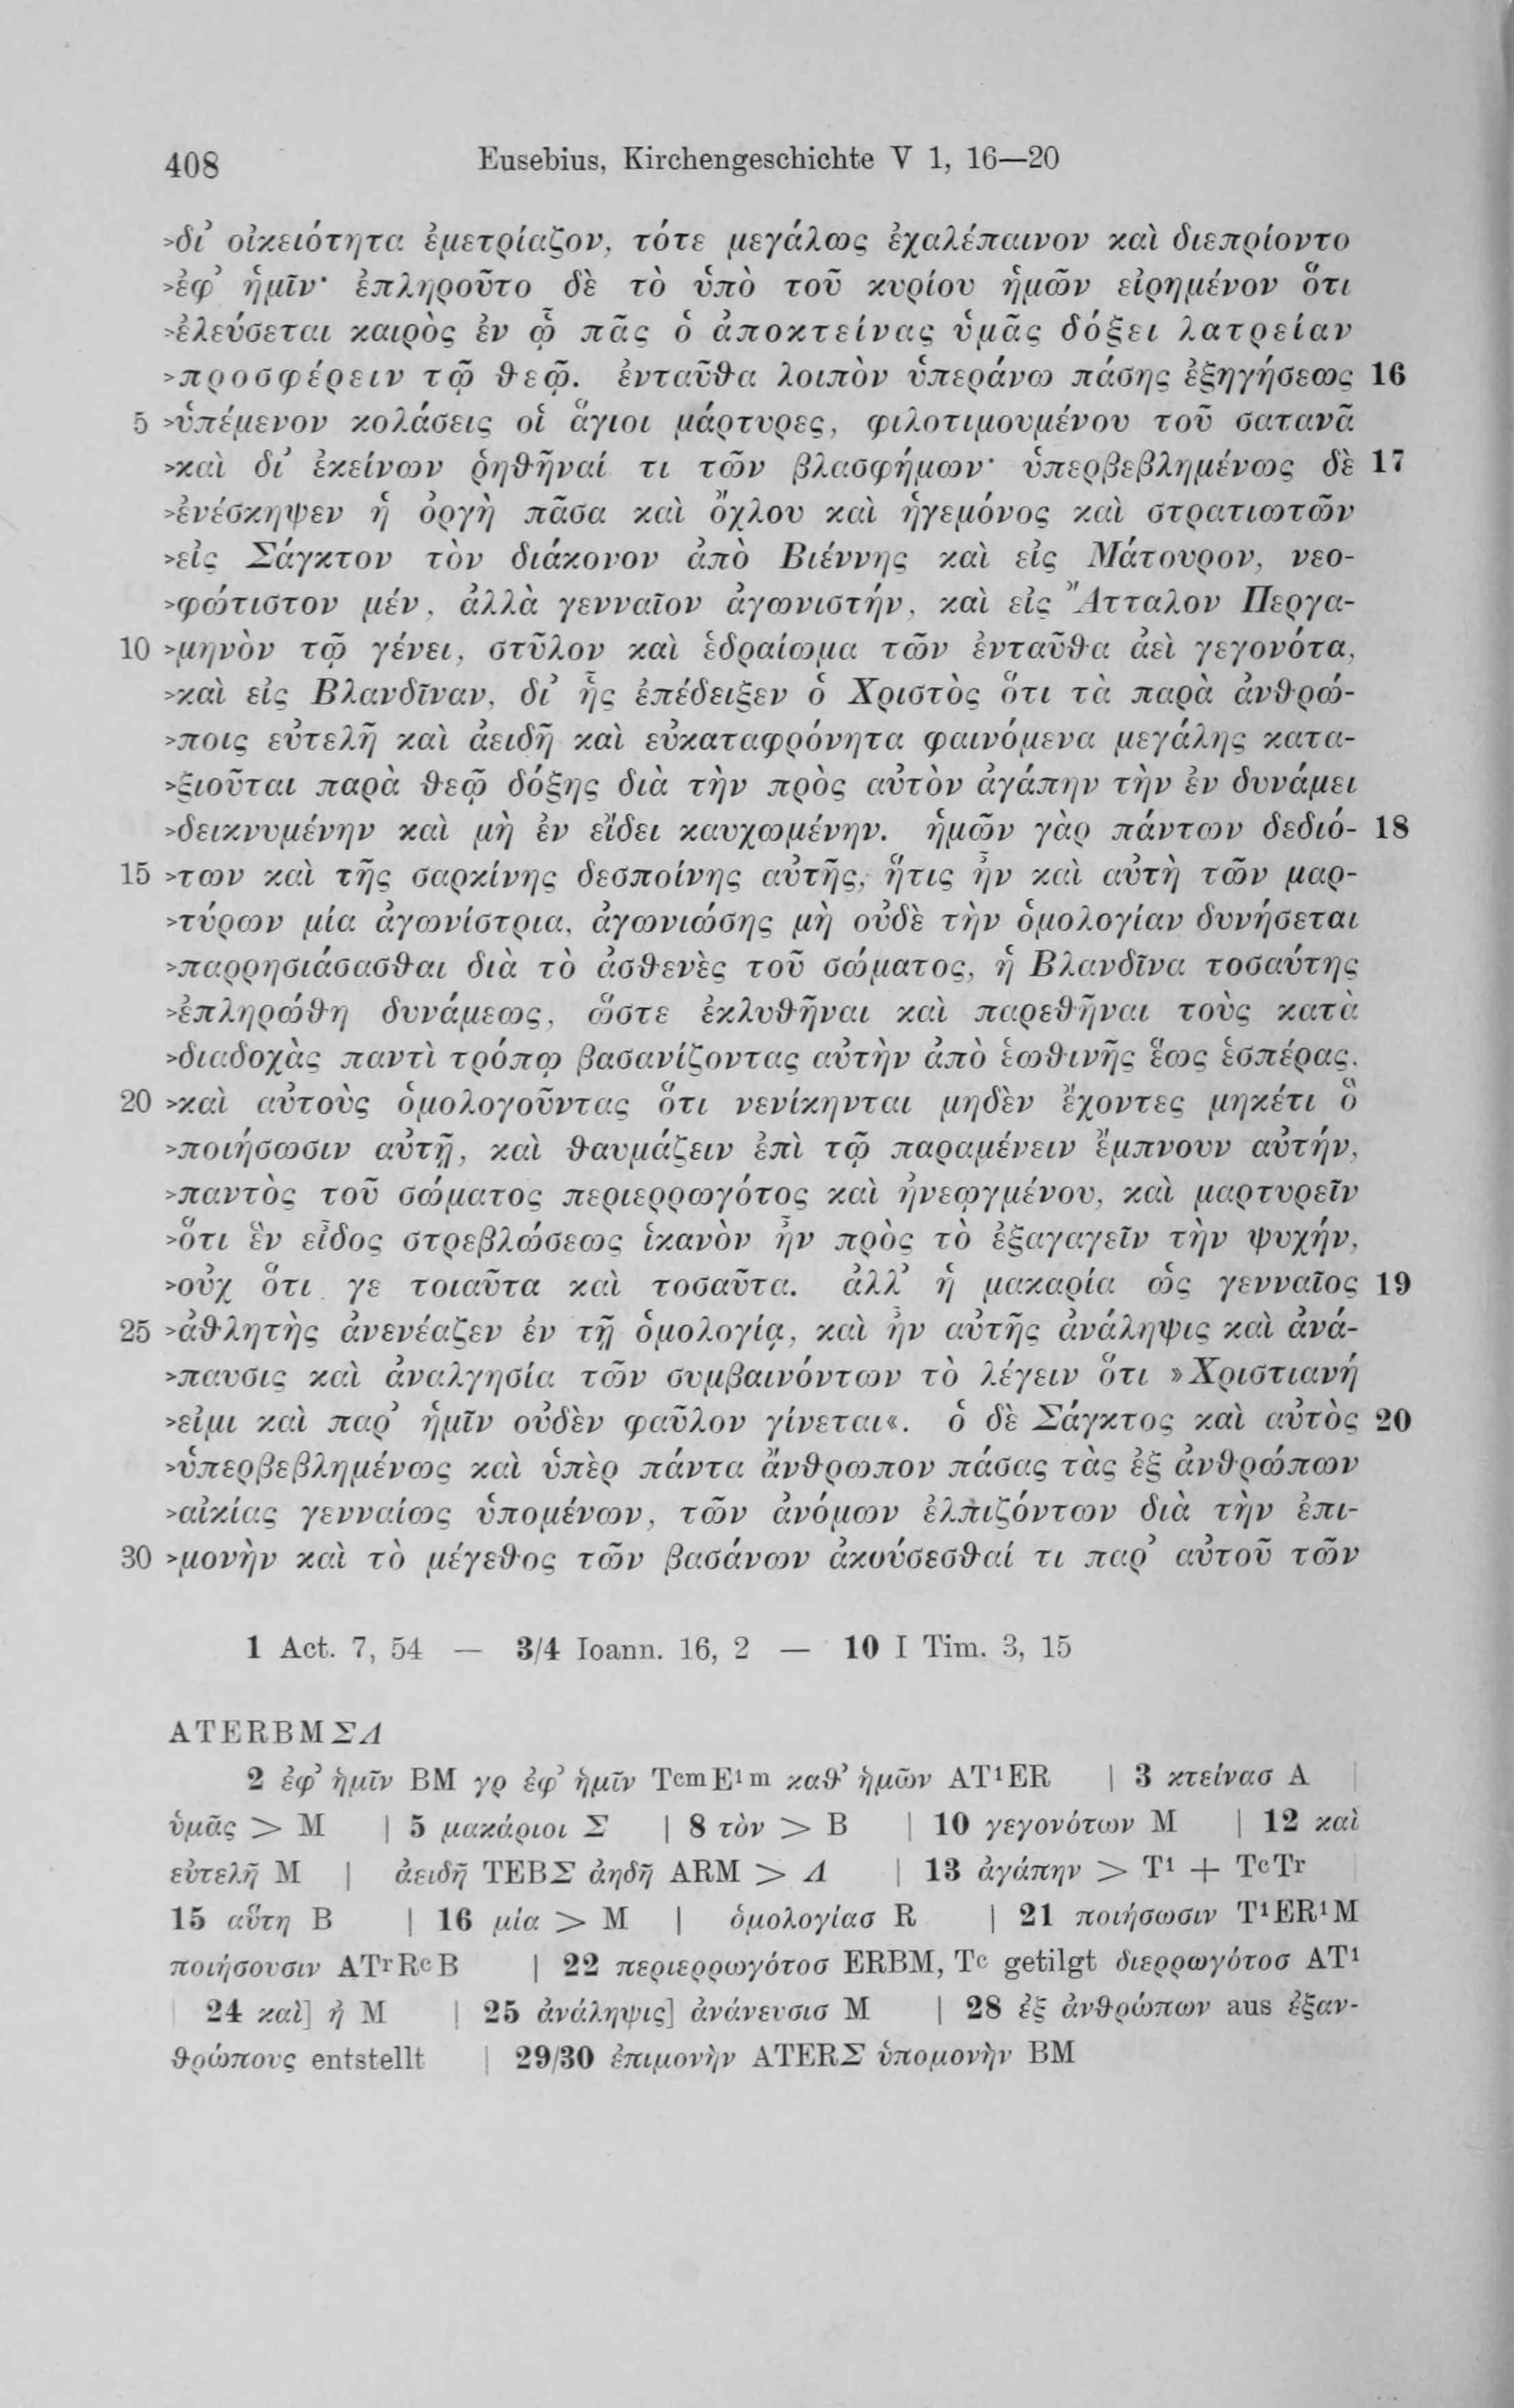 408 Eusebius, Kirchengeschichte V 1, 16—20
>δι’ οἰκειότητα ἐμετρίαζον, τότε μεγάλως ἐχαλέπαινον καὶ διεπρίοντο
>ἐφ’ ἡμῖν· ἐπληροῦτο δὲ τὸ ὑπὸ τοῦ κυρίου ἡμῶν εἰρημένον ὅτι
>ἐλεύσεται καιρὸς ἐν ᾧ πᾶς ὁ ἀποκτείνας ὑμᾶς δόξει λατρείαν
>προσφέρειν τῷ θεῷ. ἐνταῦθα λοιπὸν ὑπεράνω πάσης ἐξηγήσεως 16
5 >ὑπέμενον κολάσεις οἱ ἅγιοι μάρτυρες, φιλοτιμουμένου τοῦ σατανᾶ
>καὶ δι’ ἐκείνων ῥηθῆναί τι τῶν βλασφήμων· ὑπερβεβλημένως δὲ 17
>ἐνέσκηψεν ἡ ὀργὴ πᾶσα καὶ ὄχλου καὶ ἡγεμόνος καὶ στρατιωτῶν
>εἰς Σάγκτον τὸν διάκονον ἀπὸ Βιέννης καὶ εἰς Μάτουρον, νεο-
>φώτιστον μέν, ἀλλὰ γενναῖον ἀγωνιστήν, καὶ εἰς Ἄτταλον Περγα-
10 >μηνὸν τῷ γένει, στῦλον καὶ ἑδραίωμα τῶν ἐνταῦθα ἀεὶ γεγονότα,
>καὶ εἰς Βλανδῖναν, δι’ ἧς ἐπέδειξεν ὁ Χριστὸς ὅτι τὰ παρὰ ἀνθρώ-
>ποις εὐτελῆ καὶ ἀειδῆ καὶ εὐκαταφρόνητα φαινόμενα μεγάλης κατα-
>ξιοῦται παρὰ θεῷ δόξης διὰ τὴν πρὸς αὐτὸν ἀγάπην τὴν ἐν δυνάμει
>δεικνυμένην καὶ μὴ ἐν εἴδει καυχωμένην. ἡμῶν γὰρ πάντων δεδιό- 18
15 >των καὶ τῆς σαρκίνης δεσποίνης αὐτῆς, ἥτις ἦν καὶ αὐτὴ τῶν μαρ-
>τύρων μία ἀγωνίστρια, ἀγωνιώσης μὴ οὐδὲ τὴν ὁμολογίαν δυνήσεται
>παρρησιάσασθαι διὰ τὸ ἀσθενὲς τοῦ σώματος, ἡ Βλανδῖνα τοσαύτης
>ἐπληρώθη δυνάμεως, ὥστε ἐκλυθῆναι καὶ παρεθῆναι τοὺς κατὰ
>διαδοχὰς παντὶ τρόπῳ βασανίζοντας αὐτὴν ἀπὸ ἑωθινῆς ἕως ἑσπέρας,
20 >καὶ αὐτοὺς ὁμολογοῦντας ὅτι νενίκηνται μηδὲν ἔχοντες μηκέτι ὃ
>ποιήσωσιν αὐτῇ, καὶ θαυμάζειν ἐπὶ τῷ παραμένειν ἔμπνουν αὐτήν,
>παντὸς τοῦ σώματος περιερρωγότος καὶ ἠνεῳγμένου, καὶ μαρτυρεῖν
>ὅτι ἓν εἶδος στρεβλώσεως ἱκανὸν ἦν πρὸς τὸ ἐξαγαγεῖν τὴν ψυχήν,
>οὐχ ὅτι γε τοιαῦτα καὶ τοσαῦτα. ἀλλ’ ἡ μακαρία ὡς γενναῖος 19
25 >ἀθλητὴς ἀνενέαζεν ἐν τῇ ὁμολογίᾳ, καὶ ἦν αὐτῆς ἀνάληψις καὶ ἀνά-
>παυσις καὶ ἀναλγησία τῶν συμβαινόντων τὸ λέγειν ὅτι »Χριστιανή
>εἰμι καὶ παρ’ ἡμῖν οὐδὲν φαῦλον γίνεται«. ὁ δὲ Σάγκτος καὶ αὐτὸς 20
>ὑπερβεβλημένως καὶ ὑπὲρ πάντα ἄνθρωπον πάσας τὰς ἐξ ἀνθρώπων
>αἰκίας γενναίως ὑπομένων, τῶν ἀνόμων ἐλπιζόντων διὰ τὴν ἐπι-
30 >μονὴν καὶ τὸ μέγεθος τῶν βασάνων ἀκούσεσθαί τι παρ’ αὐτοῦ τῶν
1 Act. 7, 54 — 3/4 Ioann. 16, 2 — 10 I Tim. 3, 15
ATERBMΣΛ
2 ἐφ’ ἡμῖν BM γρ ἐφ’ ἡμῖν TcmE1m καθ’ ἡμῶν AT1ER | 3 κτείνασ A |
ὑμᾶς > M | 5 μακάριοι Σ | 8 τὸν > B | 10 γεγονότων M | 12 καὶ
εὐτελῆ M | ἀειδῆ TEBΣ ἀηδῆ ARM > Λ | 13 ἀγάπην > T1 + TcTr
15 αὕτη B | 16 μία > M | ὁμολογίασ R | 21 ποιήσωσιν T1ER1M
ποιήσουσιν ATrRcB | 22 περιερρωγότοσ ERBM, Tc getilgt διερρωγότοσ AT1
| 24 καὶ] ἢ M | 25 ἀνάληψις] ἀνάνευσισ M | 28 ἐξ ἀνθρώπων aus ἐξαν-
θρώπους entstellt | 29/30 ἐπιμονὴν ATERΣ ὑπομονὴν BM